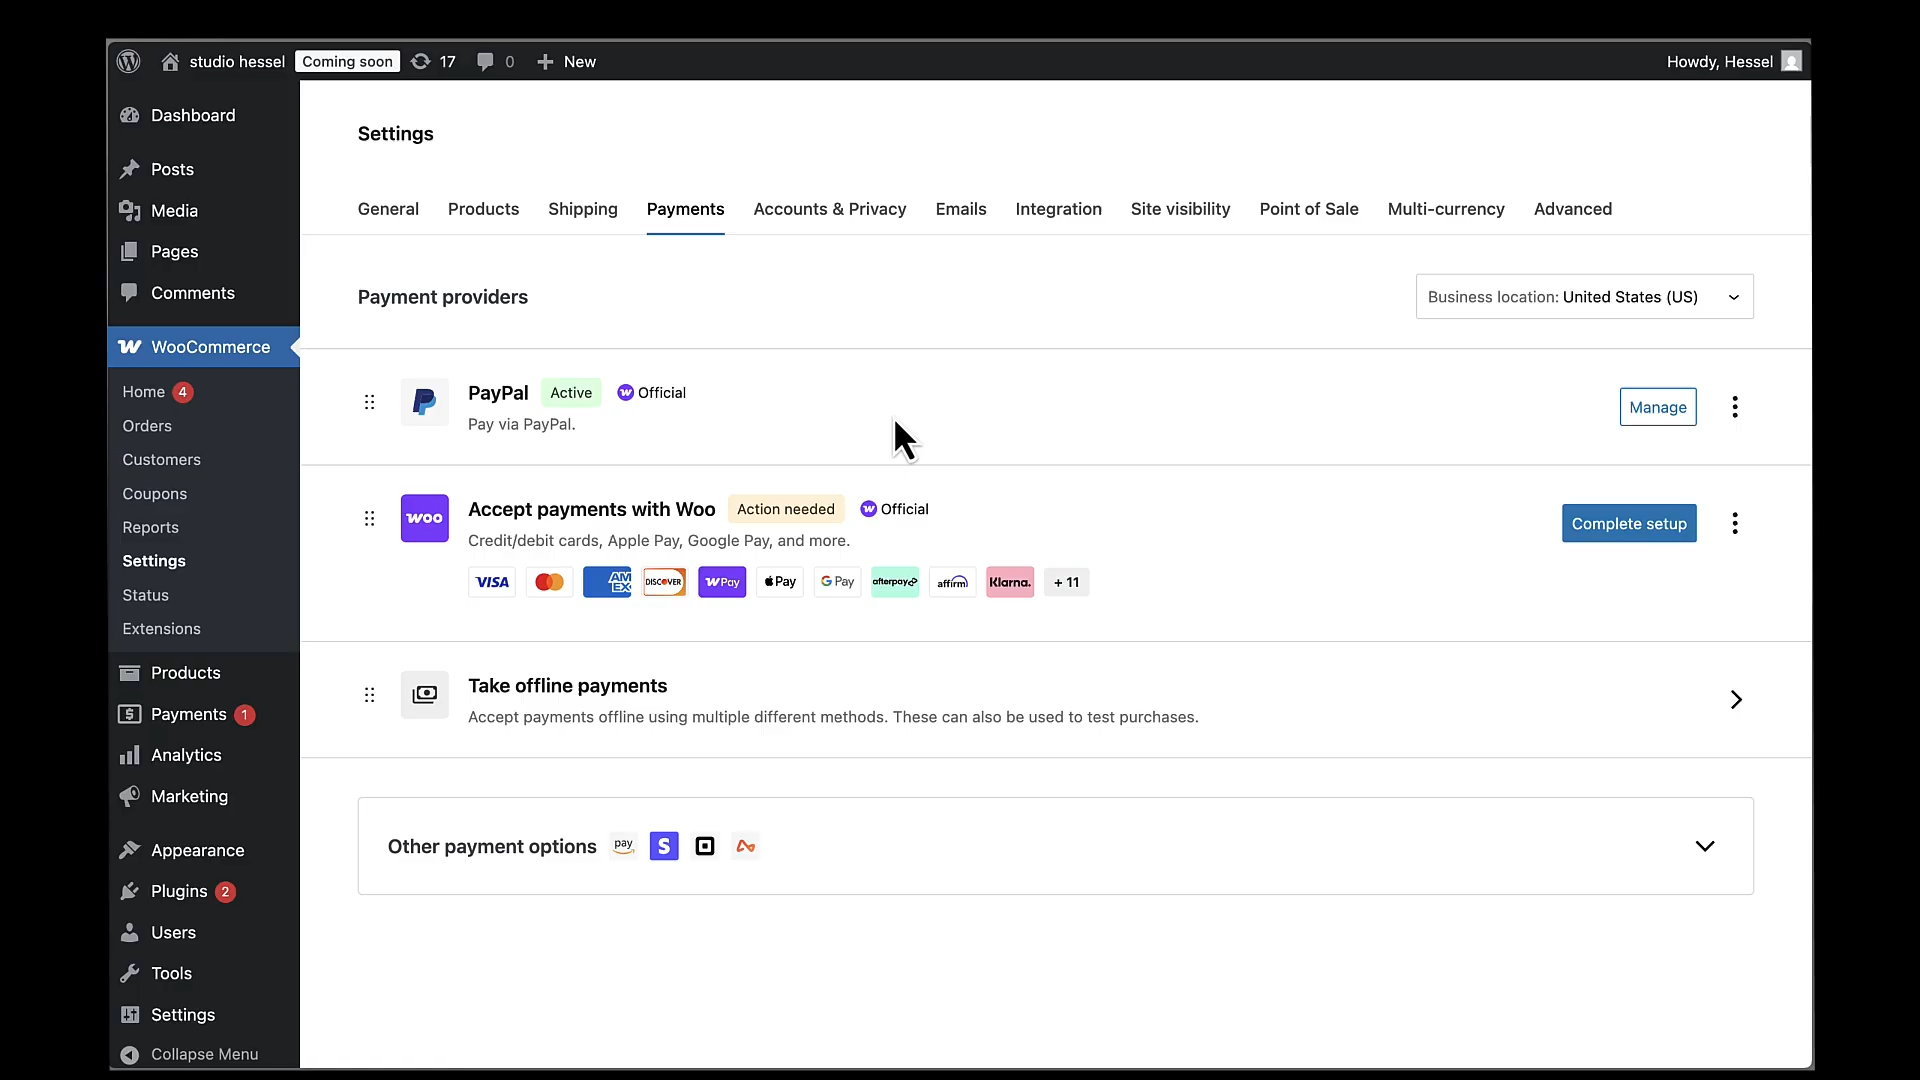 studio hessel Coming soon 17 0 New Howdy, Hessel
Dashboard
Posts
Media
Pages
Comments
WooCommerce
Home 4
Orders
Customers
Coupons
Reports
Settings
Status
Extensions
Products
Payments 1
Analytics
Marketing
Appearance
Plugins 2
Users
Tools
Settings
Collapse Menu
Settings
General Products Shipping Payments Accounts & Privacy Emails Integration Site visibility Point of Sale Multi-currency Advanced
Payment providers
Business location: United States (US)
PayPal Active Official
Pay via PayPal.
Manage
woo
Accept payments with Woo Action needed Official
Credit/debit cards, Apple Pay, Google Pay, and more.
VISA AM EX DISCOVER WPay Pay G Pay afterpay affirm Klarna. + 11
Complete setup
Take offline payments
Accept payments offline using multiple different methods. These can also be used to test purchases.
Other payment options pay S